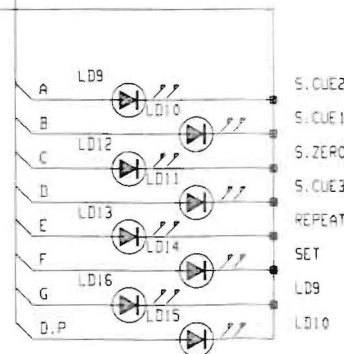 LD9
A
S.CUE2
LD10
B
S.CUE1
LD12
C
S.ZERO
LD11
D
S.CUE3
LD13
E
REPEAT
LD14
F
SET
LD16
G
LD9
LD15
D.P
LD10